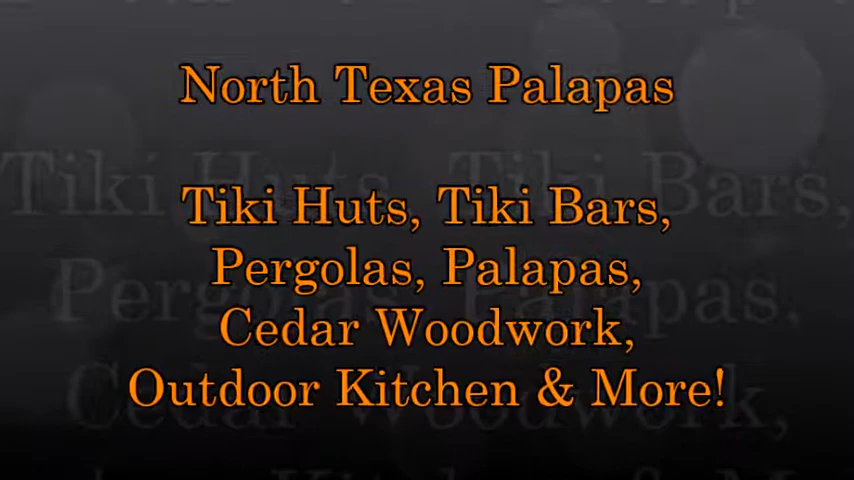 North Texas Palapas
Tiki Huts, Tiki Bars,
Pergolas, Palapas,
Cedar Woodwork,
Outdoor Kitchen & More!